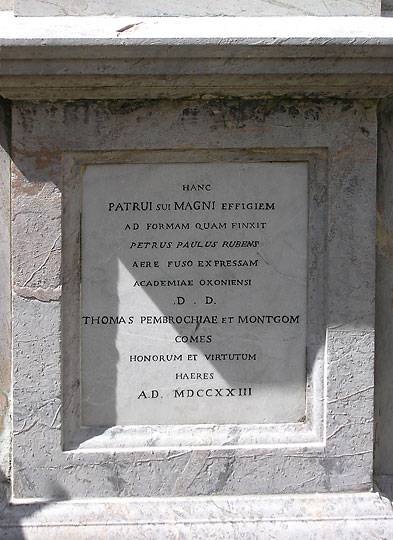 HANC
PATRUI SUI MAGNI EFFIGIEM
AD FORMAM QUAM FINXIT
PETRUS PAULUS RUBENS
AERE FUSO EXPRESSAM
ACADEMIAE OXONIENSI
.D . D.
THOMAS PEMBROCHIAE ET MONTGOM
COMES
HONORUM ET VIRTUTUM
HAERES
A.D. MDCCXXIII